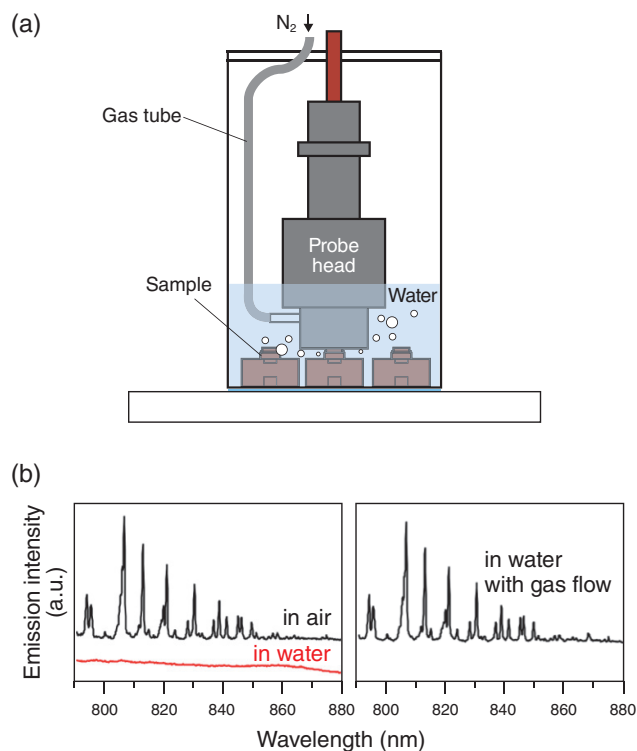 (a)
N₂
Gas tube
Probe
head
Sample
Water
(b)
Emission intensity
(a.u.)
in air
in water
in water
with gas flow
800 820 840 860 880
800 820 840 860 880
Wavelength (nm)